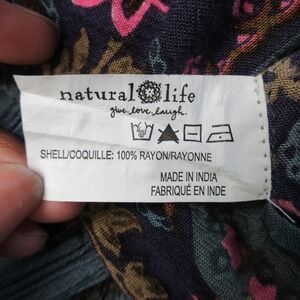 natural life
give.love.laugh.
SHELL/COQUILLE: 100% RAYON/RAYONNE
MADE IN INDIA
FABRIQUÉ EN INDE